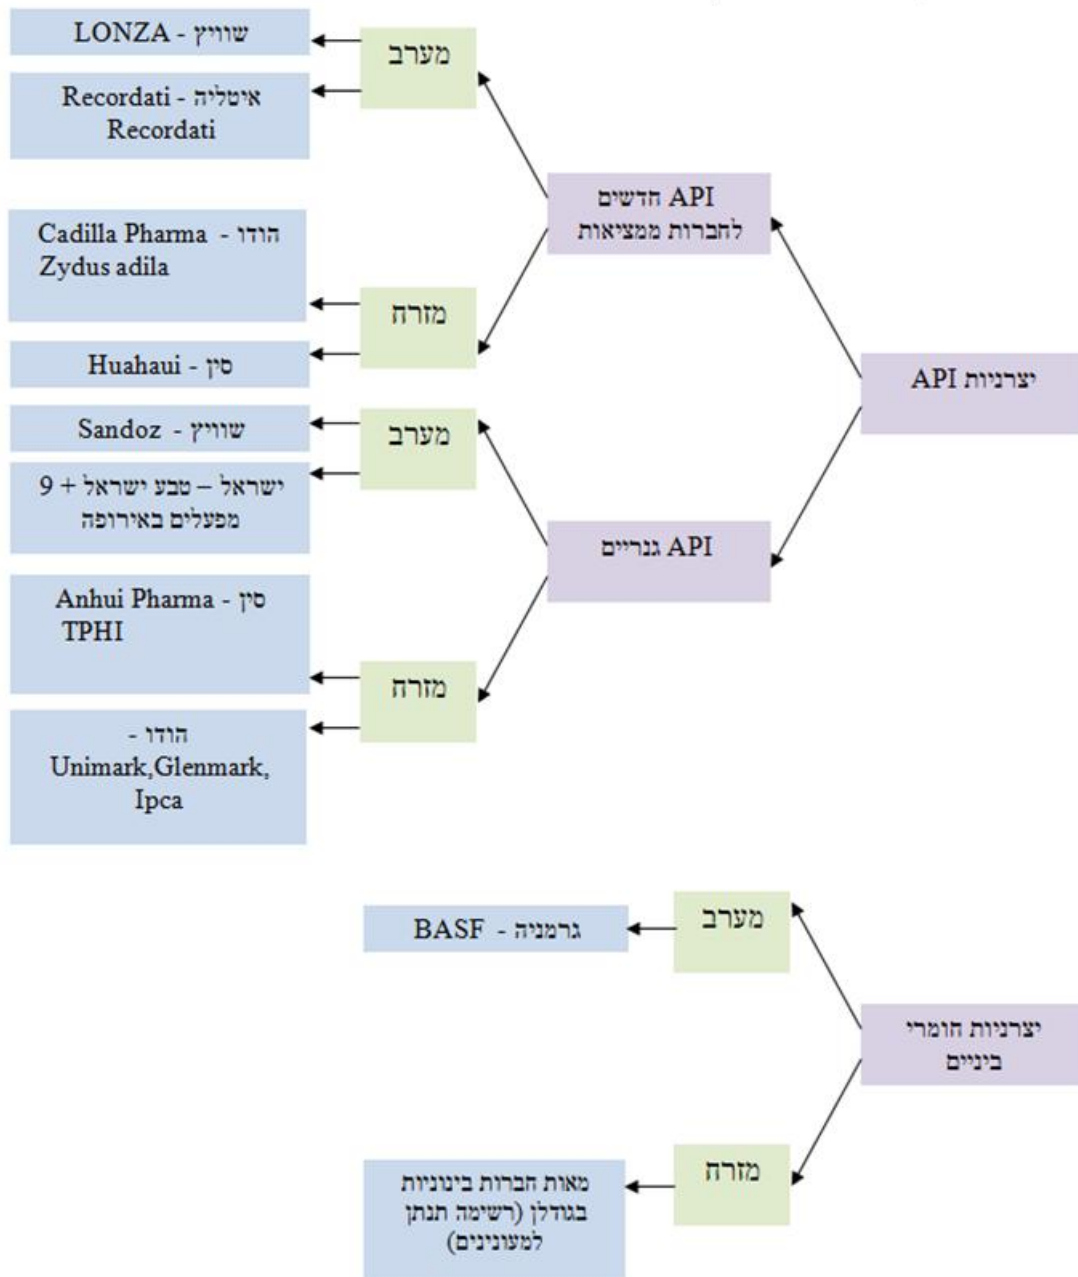 יצרניות API
API חדשים
לחברות ממציאות
מערב
שוויץ - LONZA
איטליה - Recordati
Recordati
מזרח
הודו - Cadilla Pharma
Zydus adila
סין - Huahaui
API גנריים
מערב
שוויץ - Sandoz
ישראל – טבע ישראל + 9
מפעלים באירופה
מזרח
סין - Anhui Pharma
TPHI
הודו -
Unimark,Glenmark,
Ipca
יצרניות חומרי
ביניים
מערב
גרמניה - BASF
מזרח
מאות חברות בינוניות
בגודלן (רשימה תנתן
למעונינים)